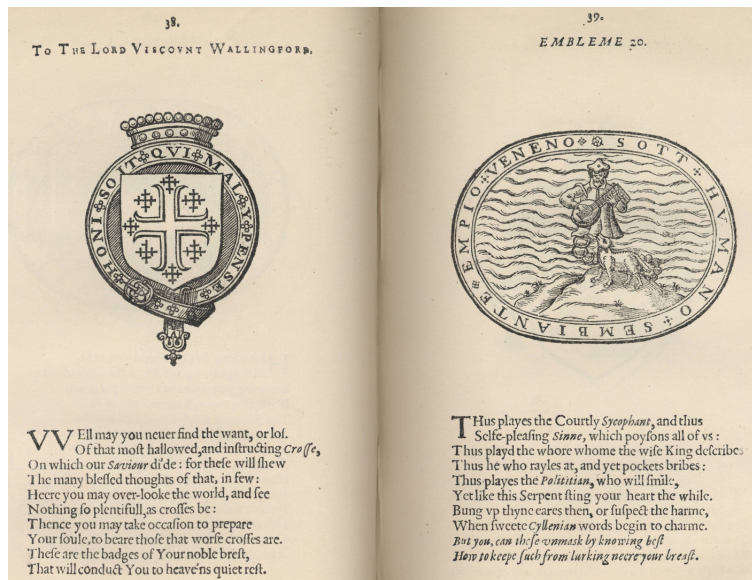 38.
To The Lord Viscovnt Wallingford.
HONI SOIT QVI MAL Y PENSE
VVEll may you neuer find the want, or los.
Of that most hallowed, and instructing Crosse,
On which our Saviour di'de: for these will shew
The many blessed thoughts of that, in few:
Heere you may over-looke the world, and see
Nothing so plentifull, as crosses be:
Thence you may take occasion to prepare
Your soule, to beare those that worse crosses are.
These are the badges of Your noble brest,
That will conduct You to heave'ns quiet rest.
39.
EMBLEME 20.
SOTT HVMANO SEMBIANTE EMPIO VENENO
THus playes the Courtly Sycophant, and thus
Selfe-pleasing Sinne, which poysons all of vs:
Thus playd the whore whome the wise King describes
Thus he who rayles at, and yet pockets bribes:
Thus playes the Polititian, who will smile,
Yet like this Serpent sting your heart the while.
Bung vp thyne eares then, or suspect the harme,
When sweete Cyllenian words begin to charme.
But you, can these vnmask by knowing best
How to keepe such from lurking neere your breast.